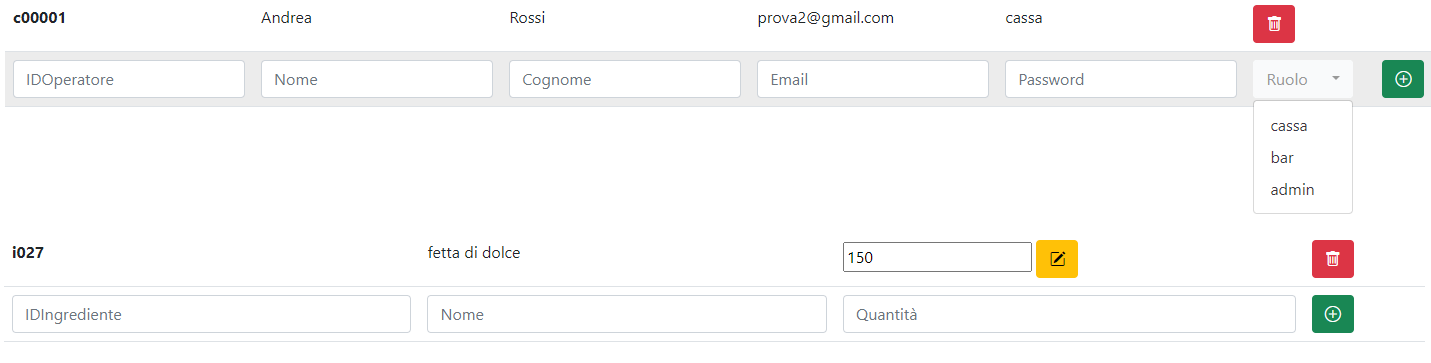 c00001 Andrea Rossi prova2@gmail.com cassa
IDOperatore Nome Cognome Email Password Ruolo
cassa
bar
admin
i027 fetta di dolce 150
IDIngrediente Nome Quantità